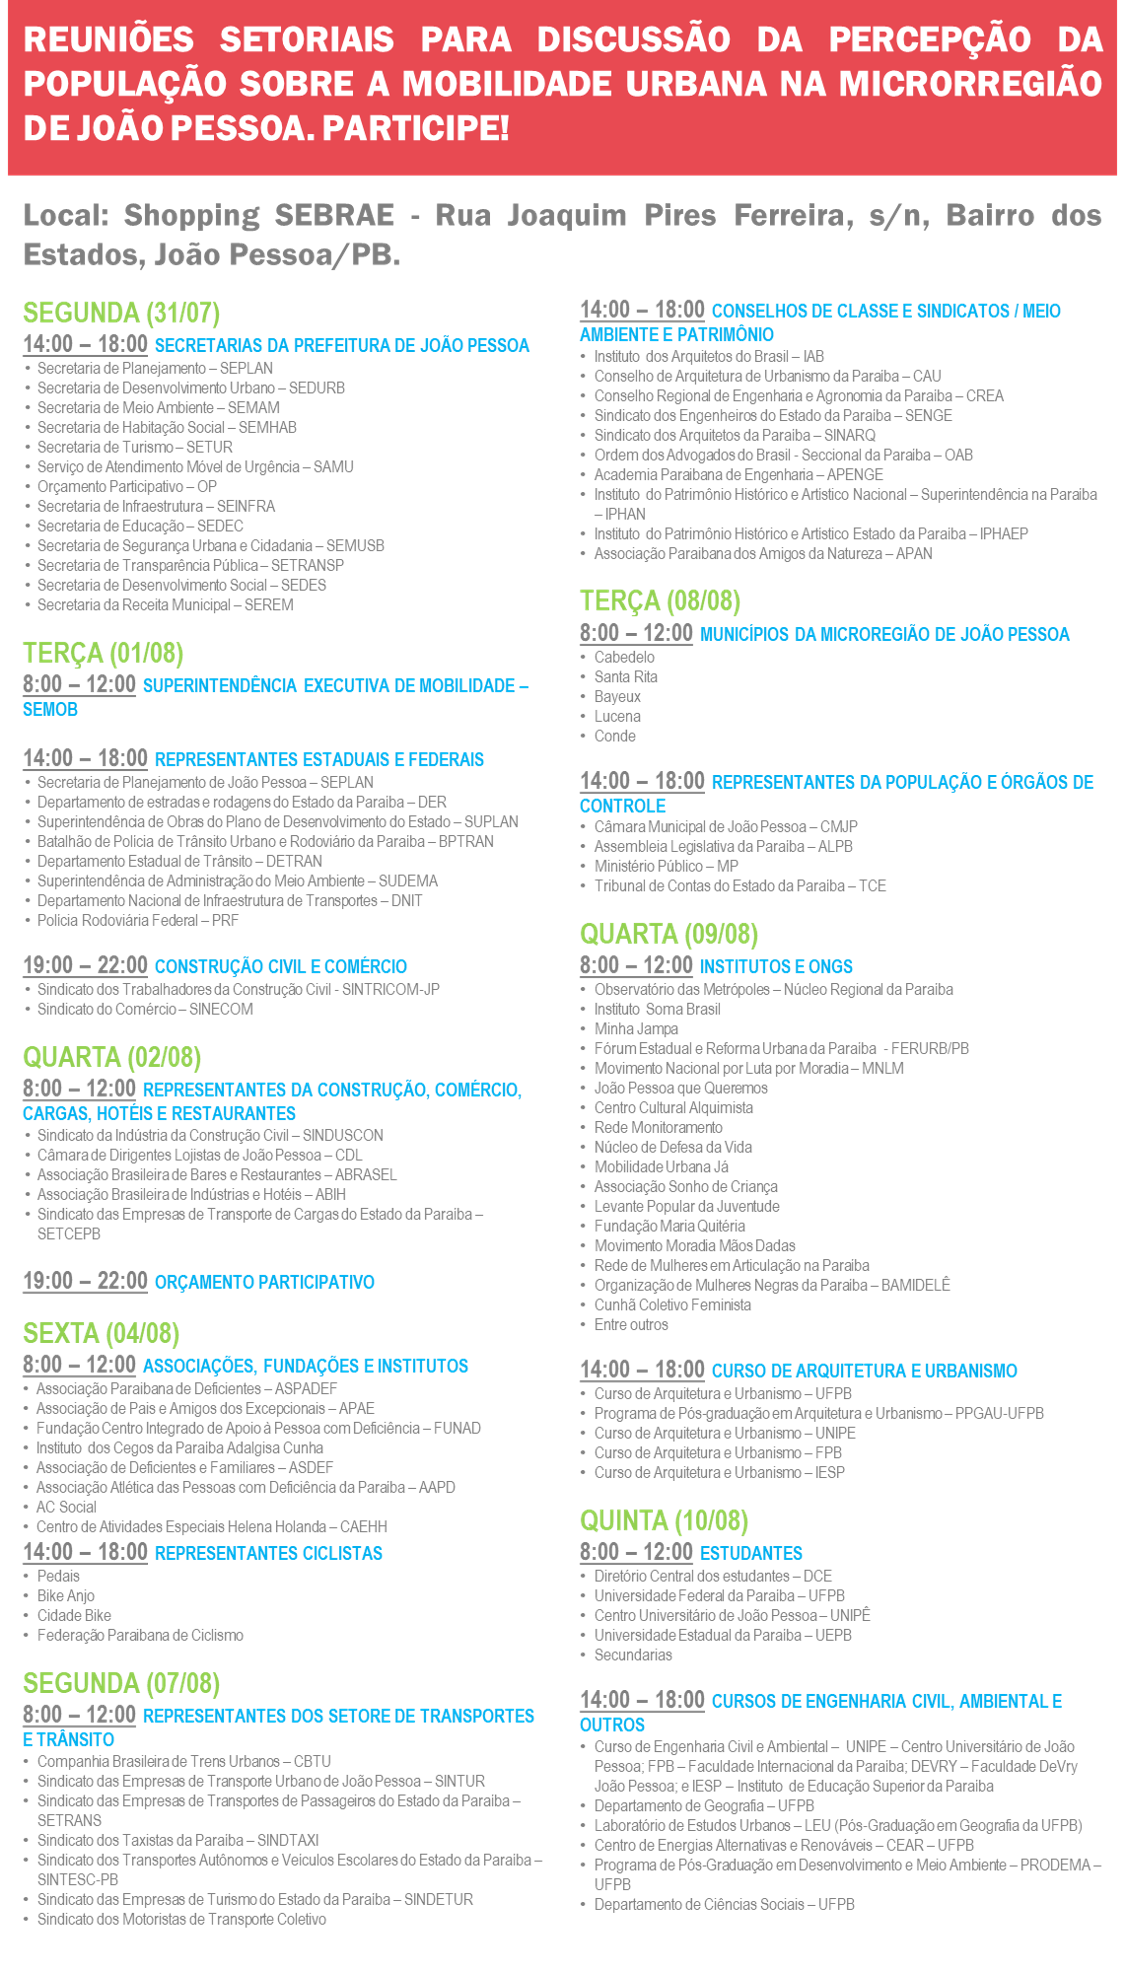 REUNIÕES SETORIAIS PARA DISCUSSÃO DA PERCEPÇÃO DA
POPULAÇÃO SOBRE A MOBILIDADE URBANA NA MICRORREGIÃO
DE JOÃO PESSOA. PARTICIPE!
Local: Shopping SEBRAE - Rua Joaquim Pires Ferreira, s/n, Bairro dos
Estados, João Pessoa/PB.
SEGUNDA (31/07)
14:00 – 18:00 SECRETARIAS DA PREFEITURA DE JOÃO PESSOA
• Secretaria de Planejamento – SEPLAN
• Secretaria de Desenvolvimento Urbano – SEDURB
• Secretaria de Meio Ambiente – SEMAM
• Secretaria de Habitação Social – SEMHAB
• Secretaria de Turismo – SETUR
• Serviço de Atendimento Móvel de Urgência – SAMU
• Orçamento Participativo – OP
• Secretaria de Infraestrutura – SEINFRA
• Secretaria de Educação – SEDEC
• Secretaria de Segurança Urbana e Cidadania – SEMUSB
• Secretaria de Transparência Pública – SETRANSP
• Secretaria de Desenvolvimento Social – SEDES
• Secretaria da Receita Municipal – SEREM
TERÇA (01/08)
8:00 – 12:00 SUPERINTENDÊNCIA EXECUTIVA DE MOBILIDADE –
SEMOB
14:00 – 18:00 REPRESENTANTES ESTADUAIS E FEDERAIS
• Secretaria de Planejamento de João Pessoa – SEPLAN
• Departamento de estradas e rodagens do Estado da Paraíba – DER
• Superintendência de Obras do Plano de Desenvolvimento do Estado – SUPLAN
• Batalhão de Polícia de Trânsito Urbano e Rodoviário da Paraíba – BPTRAN
• Departamento Estadual de Trânsito – DETRAN
• Superintendência de Administração do Meio Ambiente – SUDEMA
• Departamento Nacional de Infraestrutura de Transportes – DNIT
• Polícia Rodoviária Federal – PRF
19:00 – 22:00 CONSTRUÇÃO CIVIL E COMÉRCIO
• Sindicato dos Trabalhadores da Construção Civil - SINTRICOM-JP
• Sindicato do Comércio – SINECOM
QUARTA (02/08)
8:00 – 12:00 REPRESENTANTES DA CONSTRUÇÃO, COMÉRCIO,
CARGAS, HOTÉIS E RESTAURANTES
• Sindicato da Indústria da Construção Civil – SINDUSCON
• Câmara de Dirigentes Lojistas de João Pessoa – CDL
• Associação Brasileira de Bares e Restaurantes – ABRASEL
• Associação Brasileira de Indústrias e Hotéis – ABIH
• Sindicato das Empresas de Transporte de Cargas do Estado da Paraíba –
SETCEPB
19:00 – 22:00 ORÇAMENTO PARTICIPATIVO
SEXTA (04/08)
8:00 – 12:00 ASSOCIAÇÕES, FUNDAÇÕES E INSTITUTOS
• Associação Paraibana de Deficientes – ASPADEF
• Associação de Pais e Amigos dos Excepcionais – APAE
• Fundação Centro Integrado de Apoio à Pessoa com Deficiência – FUNAD
• Instituto dos Cegos da Paraíba Adalgisa Cunha
• Associação de Deficientes e Familiares – ASDEF
• Associação Atlética das Pessoas com Deficiência da Paraíba – AAPD
• AC Social
• Centro de Atividades Especiais Helena Holanda – CAEHH
14:00 – 18:00 REPRESENTANTES CICLISTAS
• Pedais
• Bike Anjo
• Cidade Bike
• Federação Paraibana de Ciclismo
SEGUNDA (07/08)
8:00 – 12:00 REPRESENTANTES DOS SETORE DE TRANSPORTES
E TRÂNSITO
• Companhia Brasileira de Trens Urbanos – CBTU
• Sindicato das Empresas de Transporte Urbano de João Pessoa – SINTUR
• Sindicato das Empresas de Transportes de Passageiros do Estado da Paraíba –
SETRANS
• Sindicato dos Taxistas da Paraíba – SINDTAXI
• Sindicato dos Transportes Autônomos e Veículos Escolares do Estado da Paraíba –
SINTESC-PB
• Sindicato das Empresas de Turismo do Estado da Paraíba – SINDETUR
• Sindicato dos Motoristas de Transporte Coletivo
14:00 – 18:00 CONSELHOS DE CLASSE E SINDICATOS / MEIO
AMBIENTE E PATRIMÔNIO
• Instituto dos Arquitetos do Brasil – IAB
• Conselho de Arquitetura de Urbanismo da Paraíba – CAU
• Conselho Regional de Engenharia e Agronomia da Paraíba – CREA
• Sindicato dos Engenheiros do Estado da Paraíba – SENGE
• Sindicato dos Arquitetos da Paraíba – SINARQ
• Ordem dos Advogados do Brasil - Seccional da Paraíba – OAB
• Academia Paraibana de Engenharia – APENGE
• Instituto do Patrimônio Histórico e Artístico Nacional – Superintendência na Paraíba
– IPHAN
• Instituto do Patrimônio Histórico e Artístico Estado da Paraíba – IPHAEP
• Associação Paraibana dos Amigos da Natureza – APAN
TERÇA (08/08)
8:00 – 12:00 MUNICÍPIOS DA MICROREGIÃO DE JOÃO PESSOA
• Cabedelo
• Santa Rita
• Bayeux
• Lucena
• Conde
14:00 – 18:00 REPRESENTANTES DA POPULAÇÃO E ÓRGÃOS DE
CONTROLE
• Câmara Municipal de João Pessoa – CMJP
• Assembleia Legislativa da Paraíba – ALPB
• Ministério Público – MP
• Tribunal de Contas do Estado da Paraíba – TCE
QUARTA (09/08)
8:00 – 12:00 INSTITUTOS E ONGS
• Observatório das Metrópoles – Núcleo Regional da Paraíba
• Instituto Soma Brasil
• Minha Jampa
• Fórum Estadual e Reforma Urbana da Paraíba - FERURB/PB
• Movimento Nacional por Luta por Moradia – MNLM
• João Pessoa que Queremos
• Centro Cultural Alquimista
• Rede Monitoramento
• Núcleo de Defesa da Vida
• Mobilidade Urbana Já
• Associação Sonho de Criança
• Levante Popular da Juventude
• Fundação Maria Quitéria
• Movimento Moradia Mãos Dadas
• Rede de Mulheres em Articulação na Paraíba
• Organização de Mulheres Negras da Paraíba – BAMIDELÊ
• Cunhã Coletivo Feminista
• Entre outros
14:00 – 18:00 CURSO DE ARQUITETURA E URBANISMO
• Curso de Arquitetura e Urbanismo – UFPB
• Programa de Pós-graduação em Arquitetura e Urbanismo – PPGAU-UFPB
• Curso de Arquitetura e Urbanismo – UNIPE
• Curso de Arquitetura e Urbanismo – FPB
• Curso de Arquitetura e Urbanismo – IESP
QUINTA (10/08)
8:00 – 12:00 ESTUDANTES
• Diretório Central dos estudantes – DCE
• Universidade Federal da Paraíba – UFPB
• Centro Universitário de João Pessoa – UNIPÊ
• Universidade Estadual da Paraíba – UEPB
• Secundarias
14:00 – 18:00 CURSOS DE ENGENHARIA CIVIL, AMBIENTAL E
OUTROS
• Curso de Engenharia Civil e Ambiental – UNIPE – Centro Universitário de João
Pessoa; FPB – Faculdade Internacional da Paraíba; DEVRY – Faculdade DeVry
João Pessoa; e IESP – Instituto de Educação Superior da Paraíba
• Departamento de Geografia – UFPB
• Laboratório de Estudos Urbanos – LEU (Pós-Graduação em Geografia da UFPB)
• Centro de Energias Alternativas e Renováveis – CEAR – UFPB
• Programa de Pós-Graduação em Desenvolvimento e Meio Ambiente – PRODEMA –
UFPB
• Departamento de Ciências Sociais – UFPB